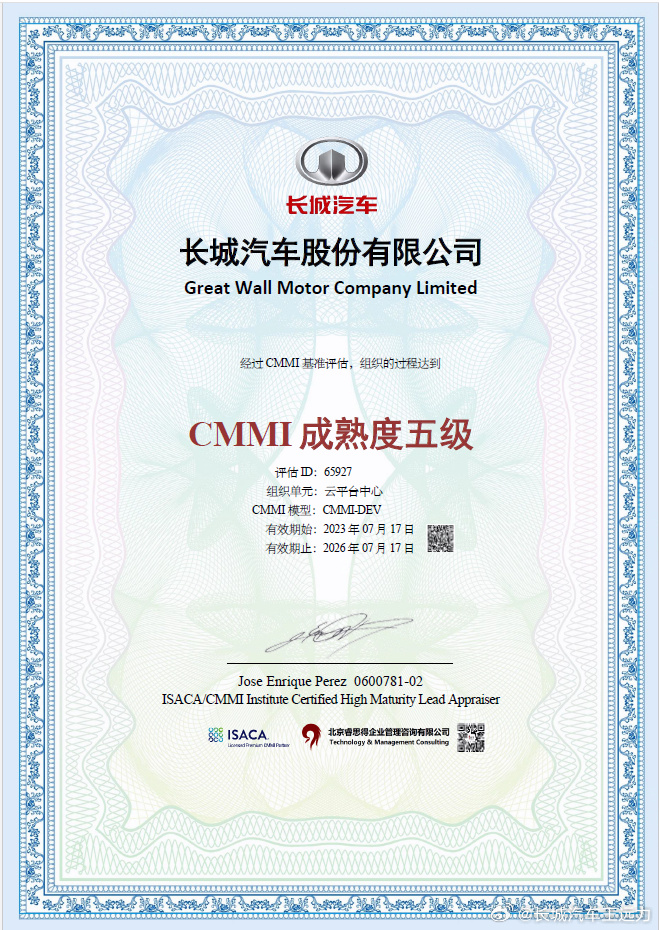 长城汽车
长城汽车股份有限公司
Great Wall Motor Company Limited
经过 CMMI 基准评估，组织的过程达到
CMMI 成熟度五级
评估 ID： 65927
组织单元： 云平台中心
CMMI 模型： CMMI-DEV
有效期始： 2023 年 07 月 17 日
有效期止： 2026 年 07 月 17 日
Jose Enrique Perez 0600781-02
ISACA/CMMI Institute Certified High Maturity Lead Appraiser
ISACA.
Licensed Premium CMMI Partner
北京睿思得企业管理咨询有限公司
Technology & Management Consulting
@长城汽车王远力